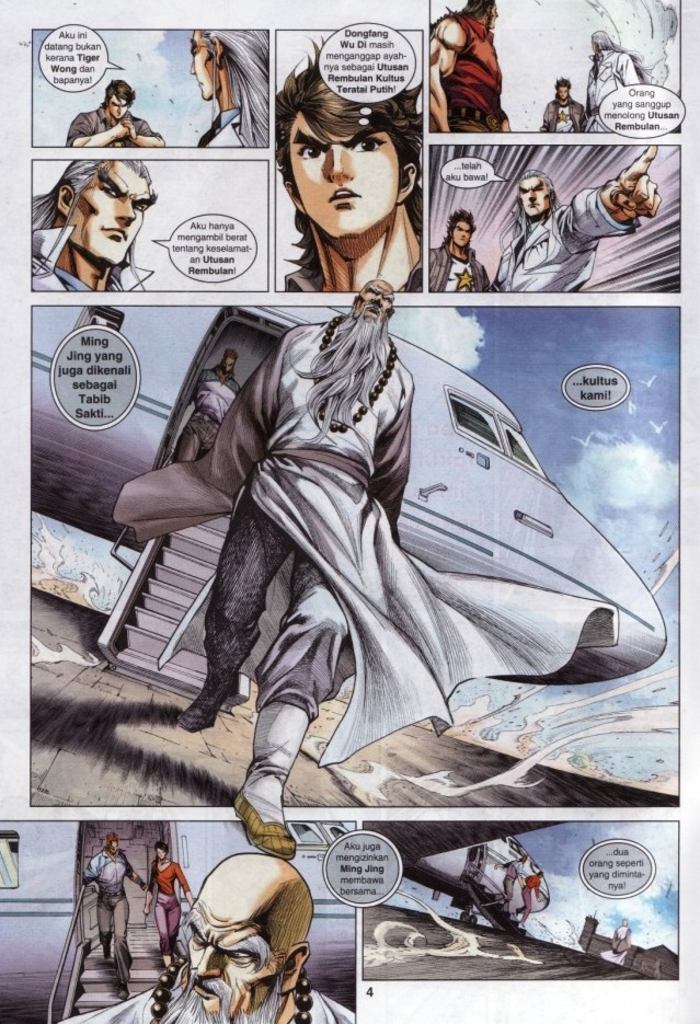 Aku ini
datang bukan
kerana Tiger
Wong dan
bapanya!
Dongfang
Wu Di masih
menganggap ayah-
nya sebagai Utusan
Rembulan Kultus
Teratai Putih!
Orang
yang sanggup
menolong Utusan
Rembulan...
Aku hanya
mengambil berat
tentang keselamat-
an Utusan
Rembulan!
...telah
aku bawa!
Ming
Jing yang
juga dikenali
sebagai
Tabib
Sakti...
...kultus
kami!
Aku juga
mengizinkan
Ming Jing
membawa
bersama...
...dua
orang seperti
yang diminta-
nya!
4